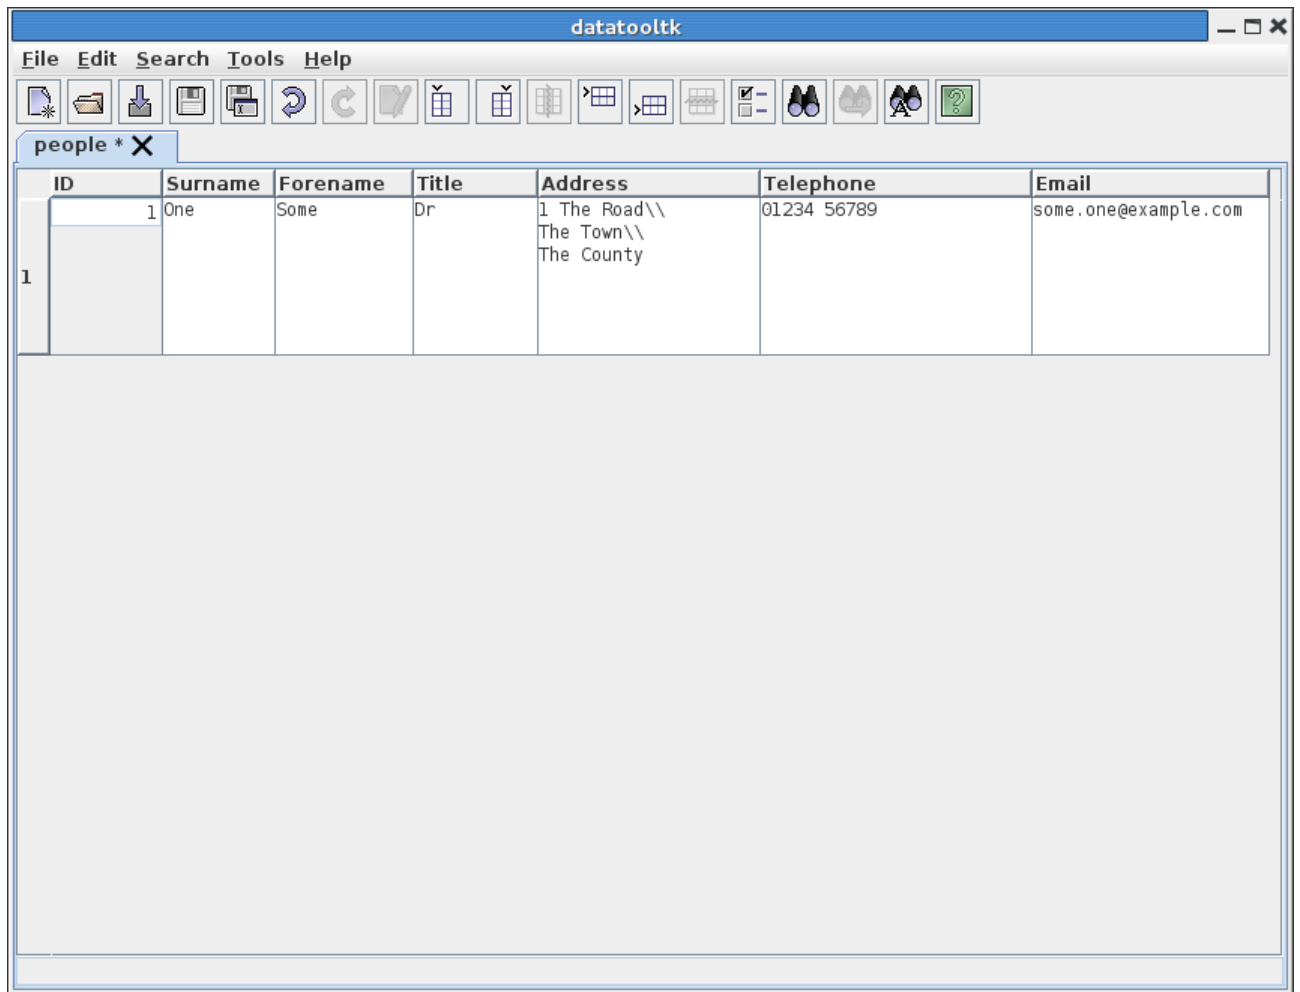 datatooltk
File Edit Search Tools Help
people *
ID Surname Forename Title Address Telephone Email
1 1 One Some Dr 1 The Road\\ 01234 56789 some.one@example.com
The Town\\
The County